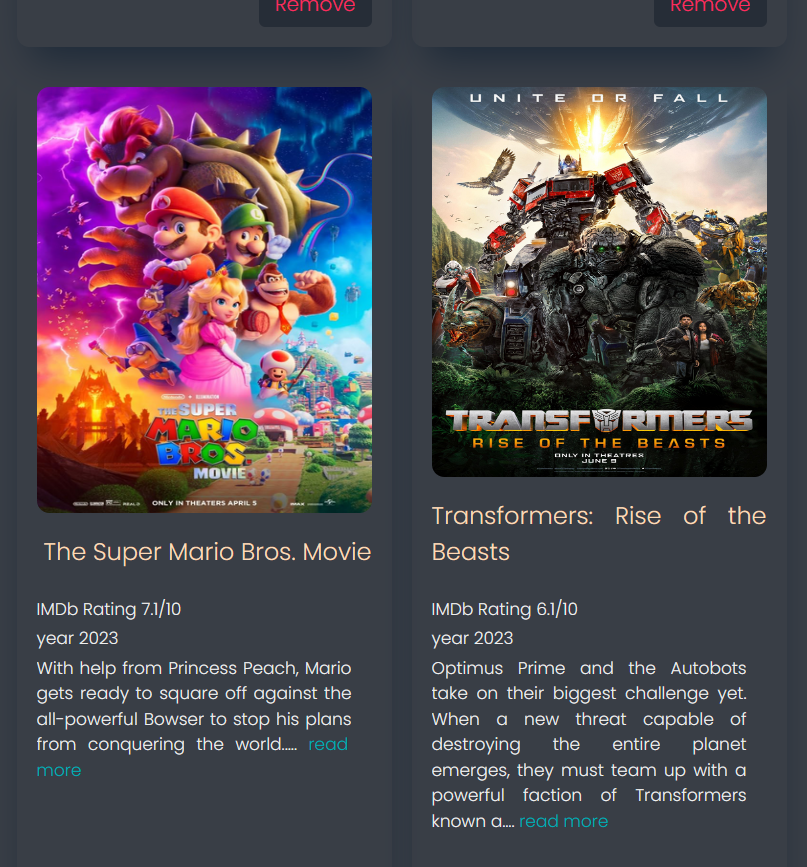 Remove
Remove
THE SUPER
MARIO
BROS.
MOVIE
ONLY IN THEATERS APRIL 5
The Super Mario Bros. Movie
IMDb Rating 7.1/10
year 2023
With help from Princess Peach, Mario
gets ready to square off against the
all-powerful Bowser to stop his plans
from conquering the world..... read
more
UNITE OR FALL
TRANSFORMERS
RISE OF THE BEASTS
ONLY IN THEATRES
JUNE 9
Transformers: Rise of the
Beasts
IMDb Rating 6.1/10
year 2023
Optimus Prime and the Autobots
take on their biggest challenge yet.
When a new threat capable of
destroying the entire planet
emerges, they must team up with a
powerful faction of Transformers
known a.... read more